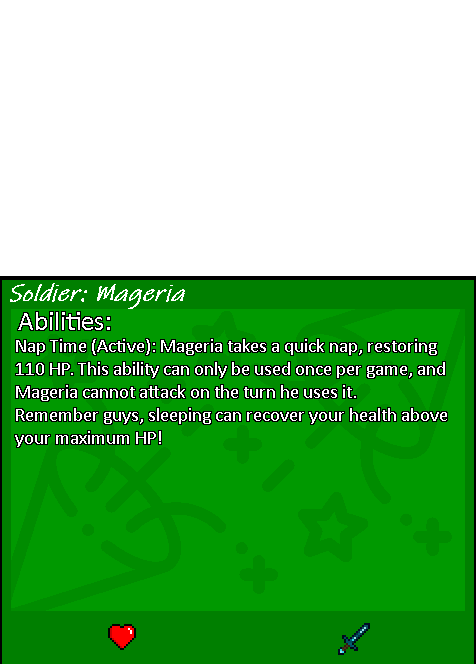 Soldier: Mageria
Abilities:
Nap Time (Active): Mageria takes a quick nap, restoring
110 HP. This ability can only be used once per game, and
Mageria cannot attack on the turn he uses it.
Remember guys, sleeping can recover your health above
your maximum HP!